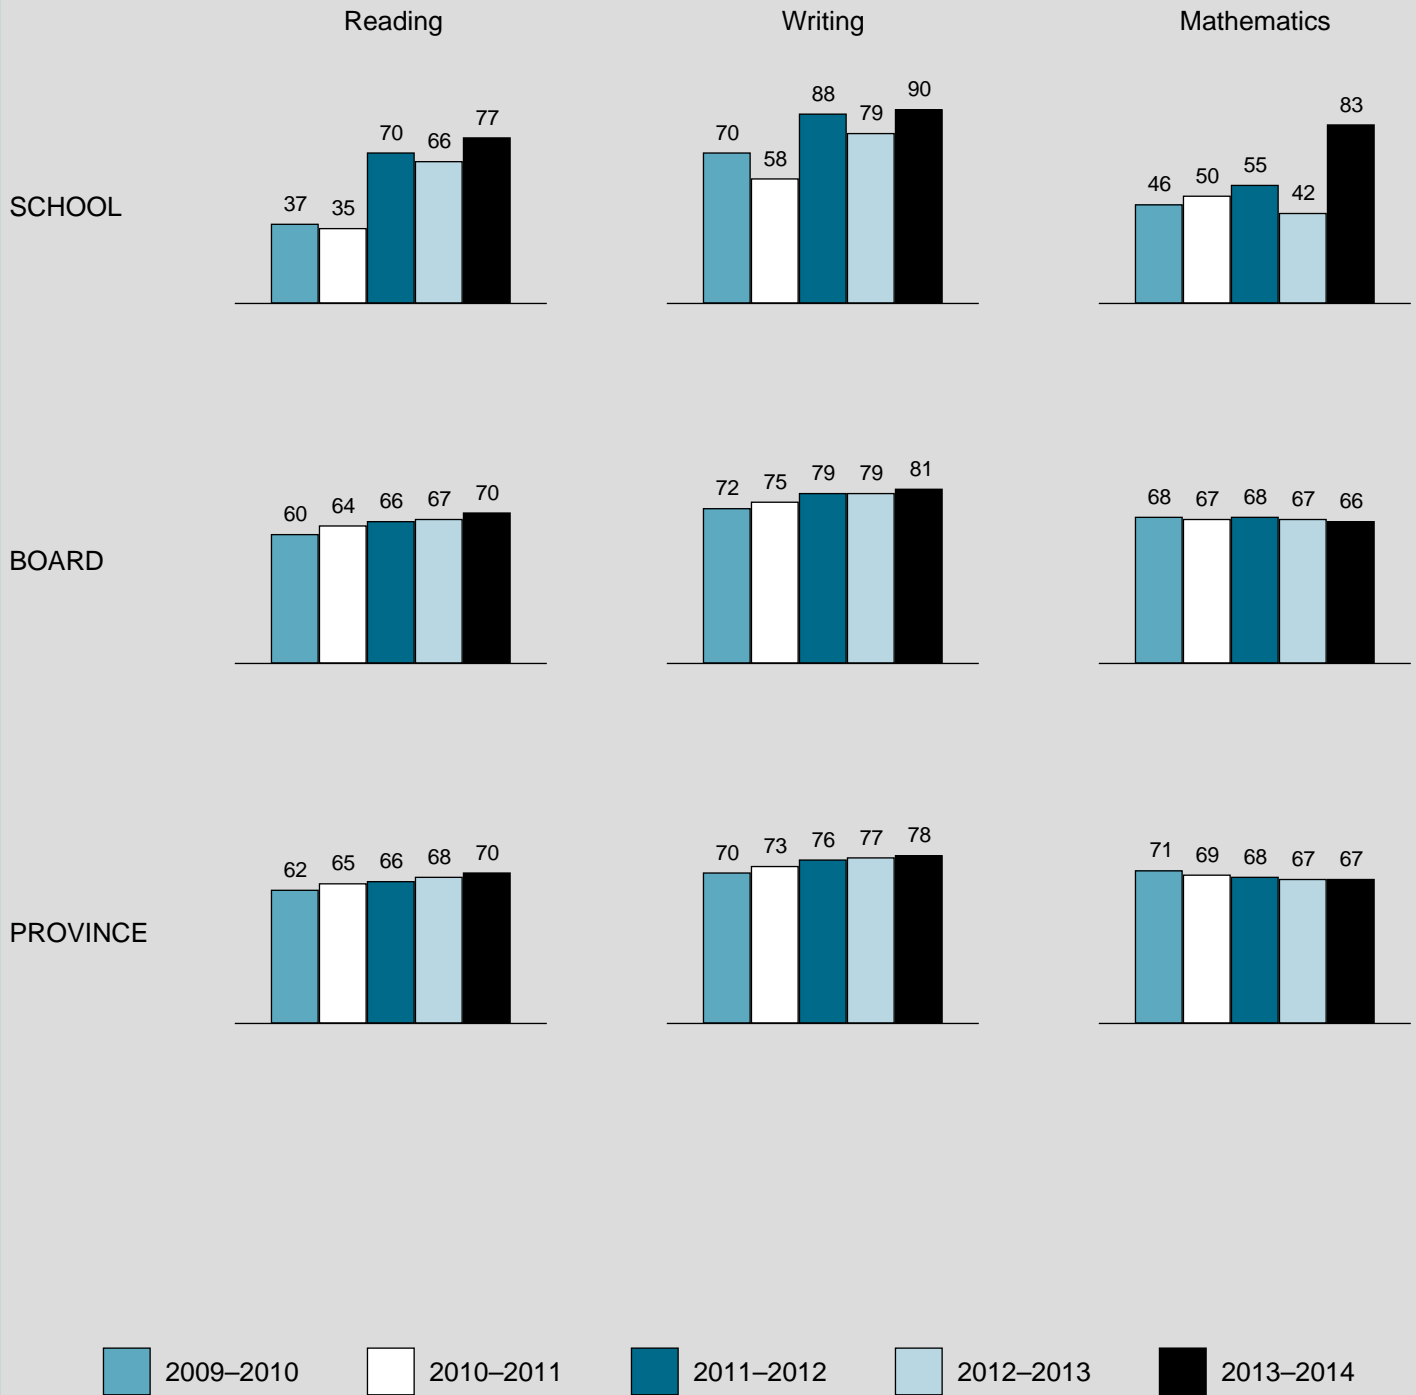 Reading Writing Mathematics
SCHOOL
37 35 70 66 77
70 58 88 79 90
46 50 55 42 83
BOARD
60 64 66 67 70
72 75 79 79 81
68 67 68 67 66
PROVINCE
62 65 66 68 70
70 73 76 77 78
71 69 68 67 67
2009–2010 2010–2011 2011–2012 2012–2013 2013–2014